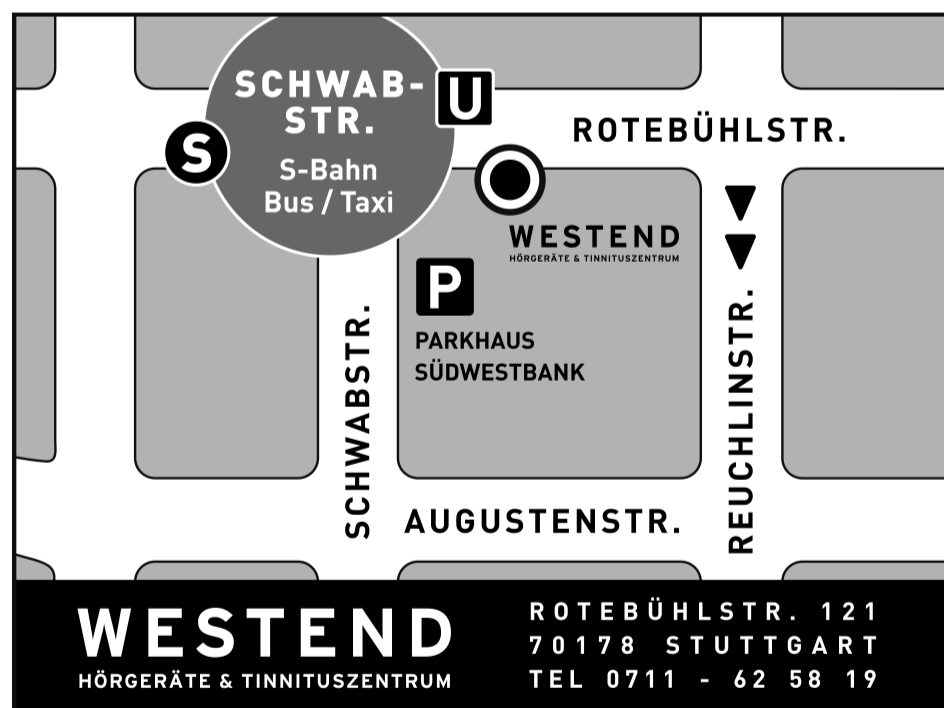 SCHWAB-
STR.
S-Bahn
Bus / Taxi
S
U
ROTEBÜHLSTR.
WESTEND
HÖRGERÄTE & TINNITUSZENTRUM
P
PARKHAUS
SÜDWESTBANK
SCHWABSTR.
REUCHLINSTR.
AUGUSTENSTR.
WESTEND
HÖRGERÄTE & TINNITUSZENTRUM
ROTEBÜHLSTR. 121
70178 STUTTGART
TEL 0711 - 62 58 19